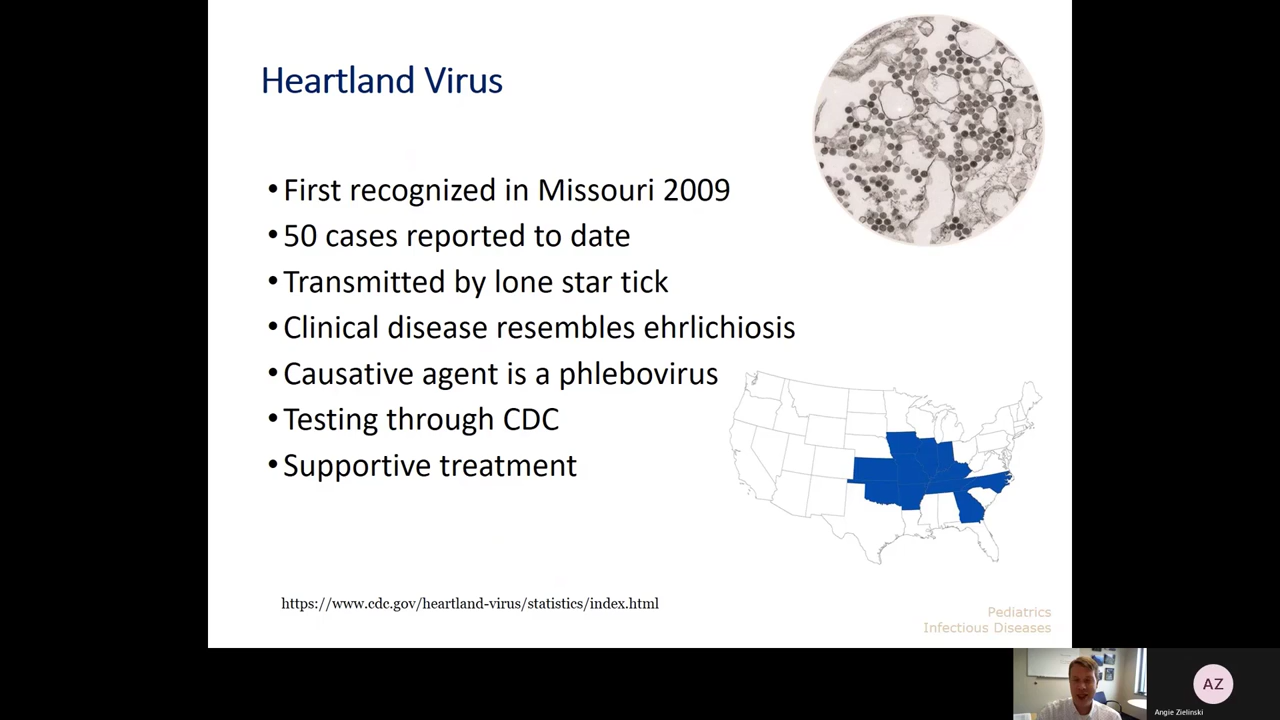 Heartland Virus
• First recognized in Missouri 2009
• 50 cases reported to date
• Transmitted by lone star tick
• Clinical disease resembles ehrlichiosis
• Causative agent is a phlebovirus
• Testing through CDC
• Supportive treatment
https://www.cdc.gov/heartland-virus/statistics/index.html
Pediatrics
Infectious Diseases
AZ
Angie Zielinski